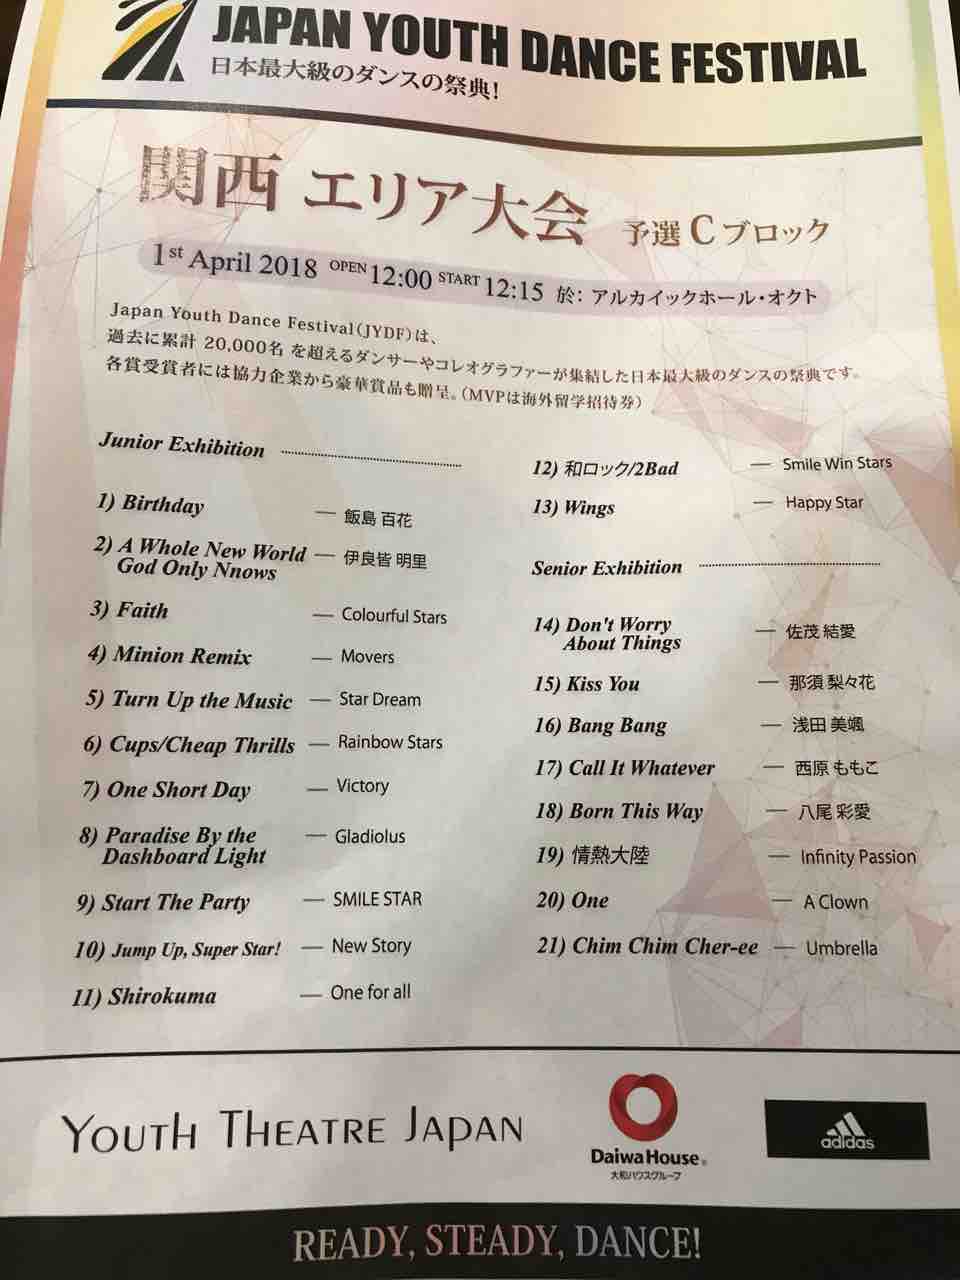 JAPAN YOUTH DANCE FESTIVAL
日本最大級のダンスの祭典!
関西 エリア大会 予選 C ブロック
1st April 2018 OPEN 12:00 START 12:15 於: アルカイックホール・オクト
Japan Youth Dance Festival(JYDF)は、
過去に累計 20,000名 を超えるダンサーやコレオグラファーが集結した日本最大級のダンスの祭典です。
各賞受賞者には協力企業から豪華賞品も贈呈。(MVPは海外留学招待券)
Junior Exhibition
1) Birthday — 飯島 百花
2) A Whole New World — 伊良皆 明里
God Only Nnows
3) Faith — Colourful Stars
4) Minion Remix — Movers
5) Turn Up the Music — Star Dream
6) Cups/Cheap Thrills — Rainbow Stars
7) One Short Day — Victory
8) Paradise By the — Gladiolus
Dashboard Light
9) Start The Party — SMILE STAR
10) Jump Up, Super Star! — New Story
11) Shirokuma — One for all
12) 和ロック/2Bad — Smile Win Stars
13) Wings — Happy Star
Senior Exhibition
14) Don't Worry — 佐茂 結愛
About Things
15) Kiss You — 那須 梨々花
16) Bang Bang — 浅田 美颯
17) Call It Whatever — 西原 ももこ
18) Born This Way — 八尾 彩愛
19) 情熱大陸 — Infinity Passion
20) One — A Clown
21) Chim Chim Cher-ee — Umbrella
YOUTH THEATRE JAPAN
DaiwaHouse®
大和ハウスグループ
adidas
READY, STEADY, DANCE!